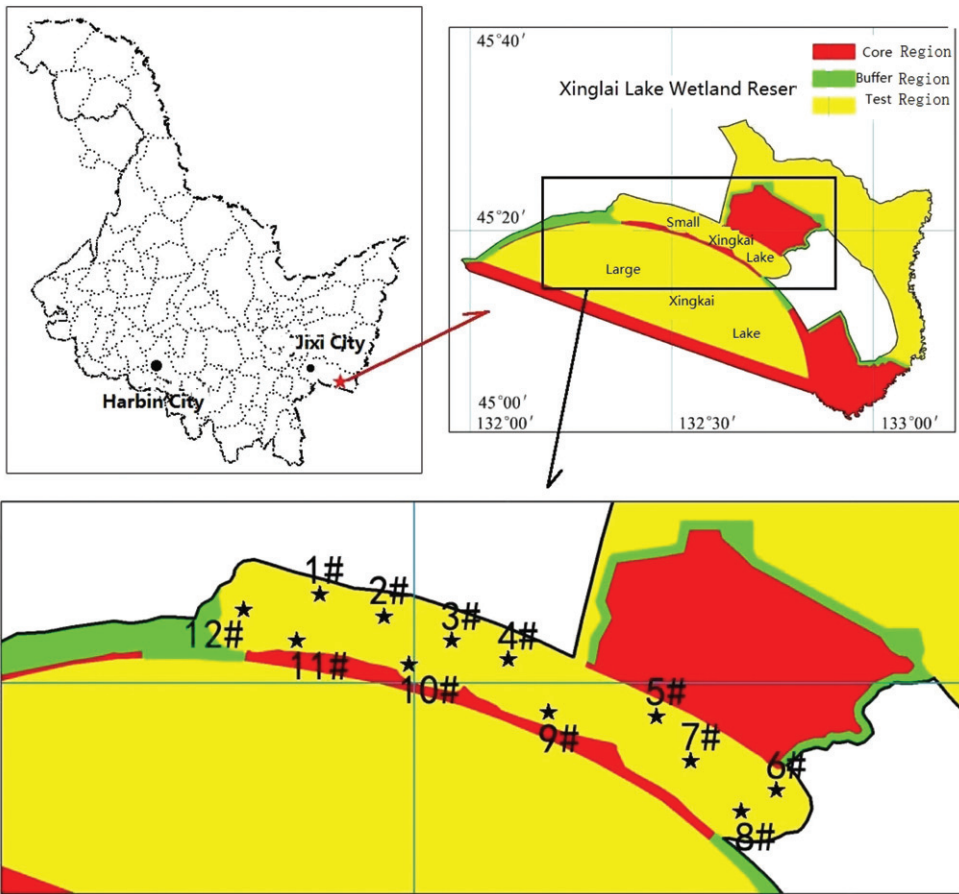 Jixi City
Harbin City
45°40′
Core Region
Buffer Region
Test Region
Xinglai Lake Wetland Reser
45°20′
Small
Xingkai
Lake
Large
Xingkai
Lake
45°00′
132°00′
132°30′
133°00′
1#
2#
3#
4#
12#
11#
10#
5#
9#
7#
6#
8#